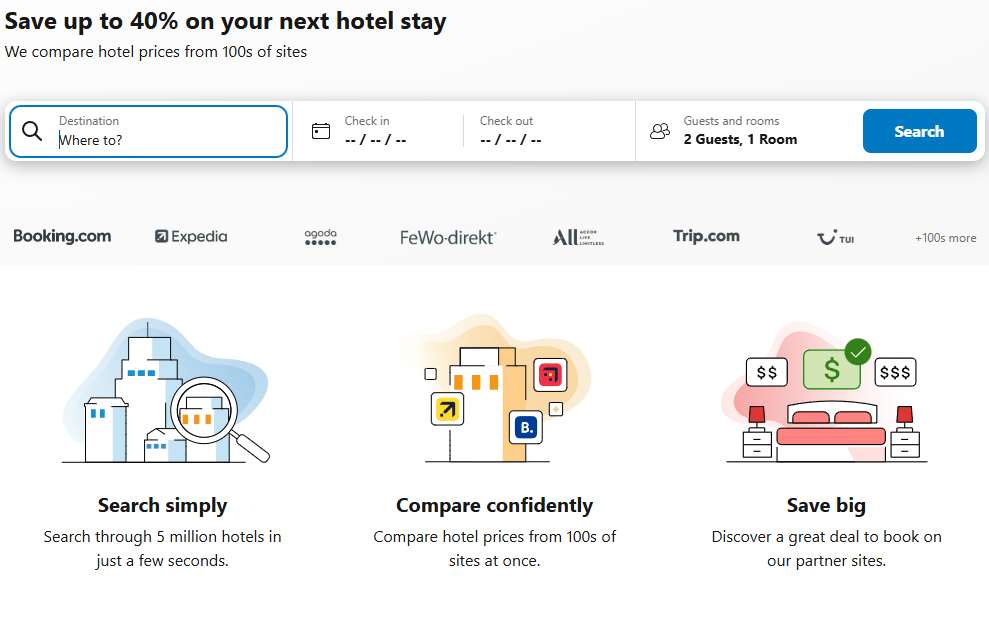 Save up to 40% on your next hotel stay
We compare hotel prices from 100s of sites
Destination
Where to?
Check in
-- / -- / --
Check out
-- / -- / --
Guests and rooms
2 Guests, 1 Room
Search
Booking.com
Expedia
agoda
FeWo-direkt
ALL ACCOR LIVE LIMITLESS
Trip.com
TUI
+100s more
B.
$$
$
$$$
Search simply
Search through 5 million hotels in
just a few seconds.
Compare confidently
Compare hotel prices from 100s of
sites at once.
Save big
Discover a great deal to book on
our partner sites.